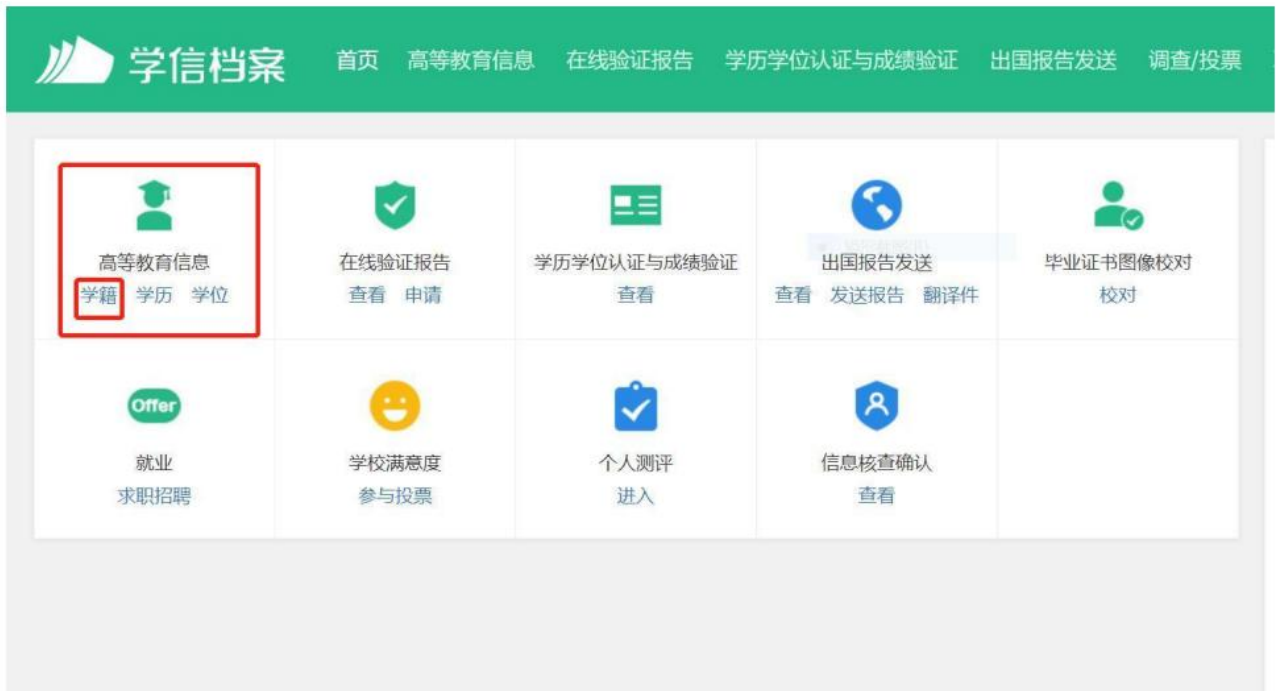 学信档案 首页 高等教育信息 在线验证报告 学历学位认证与成绩验证 出国报告发送 调查/投票
高等教育信息 在线验证报告 学历学位认证与成绩验证 出国报告发送 毕业证书图像校对
学籍 学历 学位 查看 申请 查看 查看 发送报告 翻译件 校对
Offer
就业 学校满意度 个人测评 信息核查确认
求职招聘 参与投票 进入 查看